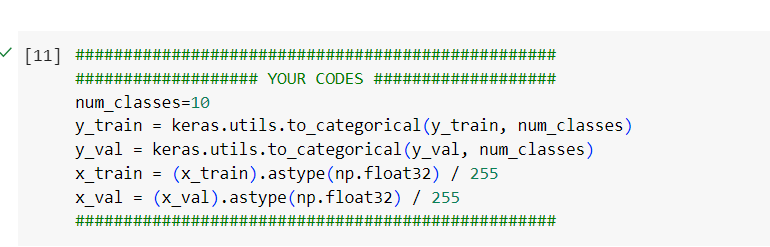 [11] ##################################################
################### YOUR CODES ###################
num_classes=10
y_train = keras.utils.to_categorical(y_train, num_classes)
y_val = keras.utils.to_categorical(y_val, num_classes)
x_train = (x_train).astype(np.float32) / 255
x_val = (x_val).astype(np.float32) / 255
##################################################